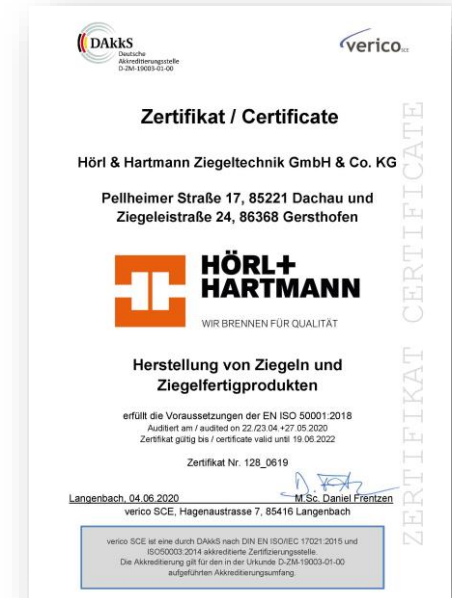 DAkkS
Deutsche
Akkreditierungsstelle
D-ZM-19003-01-00
verico SCE
Zertifikat / Certificate
Hörl & Hartmann Ziegeltechnik GmbH & Co. KG
Pellheimer Straße 17, 85221 Dachau und
Ziegeleistraße 24, 86368 Gersthofen
HÖRL+
HARTMANN
WIR BRENNEN FÜR QUALITÄT
Herstellung von Ziegeln und
Ziegelfertigprodukten
erfüllt die Voraussetzungen der EN ISO 50001:2018
Auditiert am / audited on 22./23.04.+27.05.2020
Zertifikat gültig bis / certificate valid until 19.06.2022
Zertifikat Nr. 128_0619
Langenbach, 04.06.2020 M.Sc. Daniel Frentzen
verico SCE, Hagenaustrasse 7, 85416 Langenbach
verico SCE ist eine durch DAkkS nach DIN EN ISO/IEC 17021:2015 und
ISO50003:2014 akkreditierte Zertifizierungsstelle.
Die Akkreditierung gilt für den in der Urkunde D-ZM-19003-01-00
aufgeführten Akkreditierungsumfang.
ZERTIFIKAT CERTIFICATE